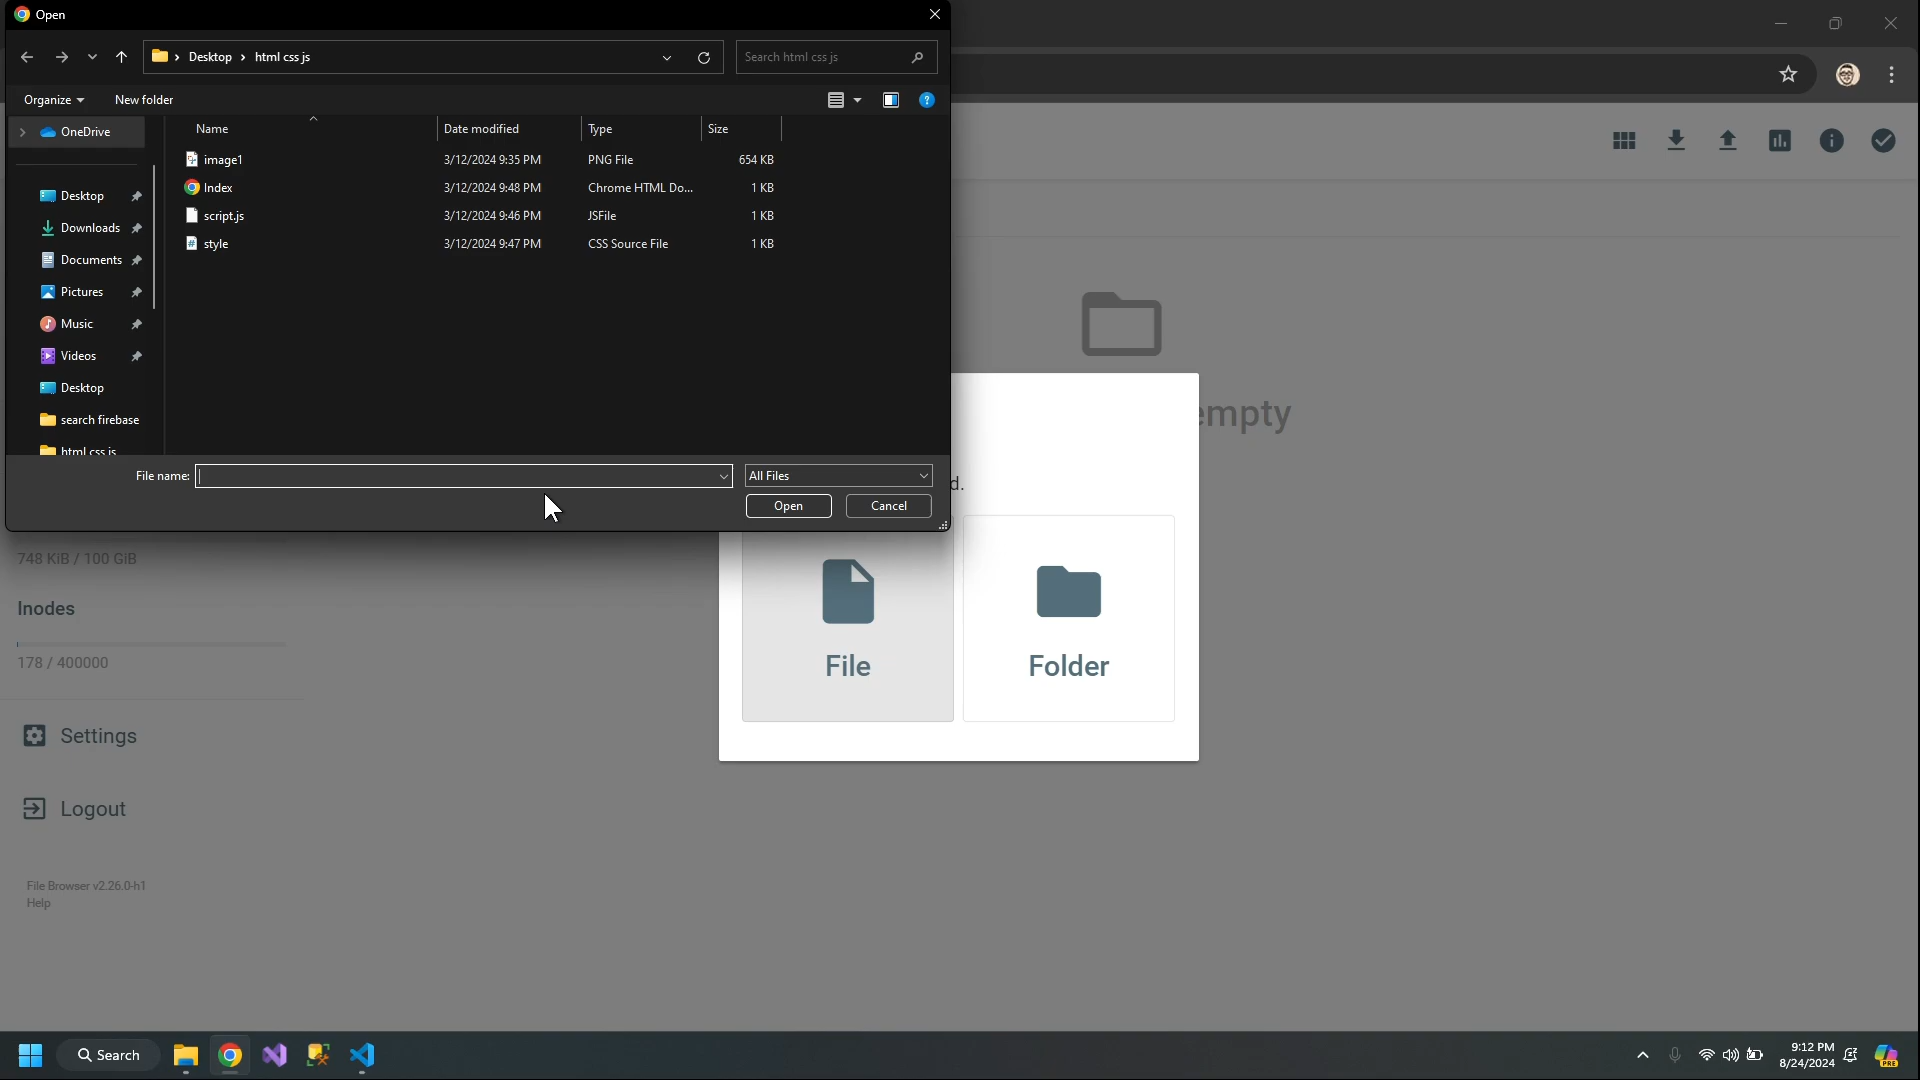 Open
Desktop > html css js
Search html css js
Organize
New folder
OneDrive
Desktop
Downloads
Documents
Pictures
Music
Videos
Desktop
search firebase
html css js
Name Date modified Type Size
image1 3/12/2024 9:35 PM PNG File 654 KB
Index 3/12/2024 9:48 PM Chrome HTML Do... 1 KB
script.js 3/12/2024 9:46 PM JSFile 1 KB
style 3/12/2024 9:47 PM CSS Source File 1 KB
File name:
All Files
Open
Cancel
empty
d.
File
Folder
748 KiB / 100 GiB
Inodes
178 / 400000
Settings
Logout
File Browser v2.26.0-h1
Help
Search
9:12 PM
8/24/2024
PRE